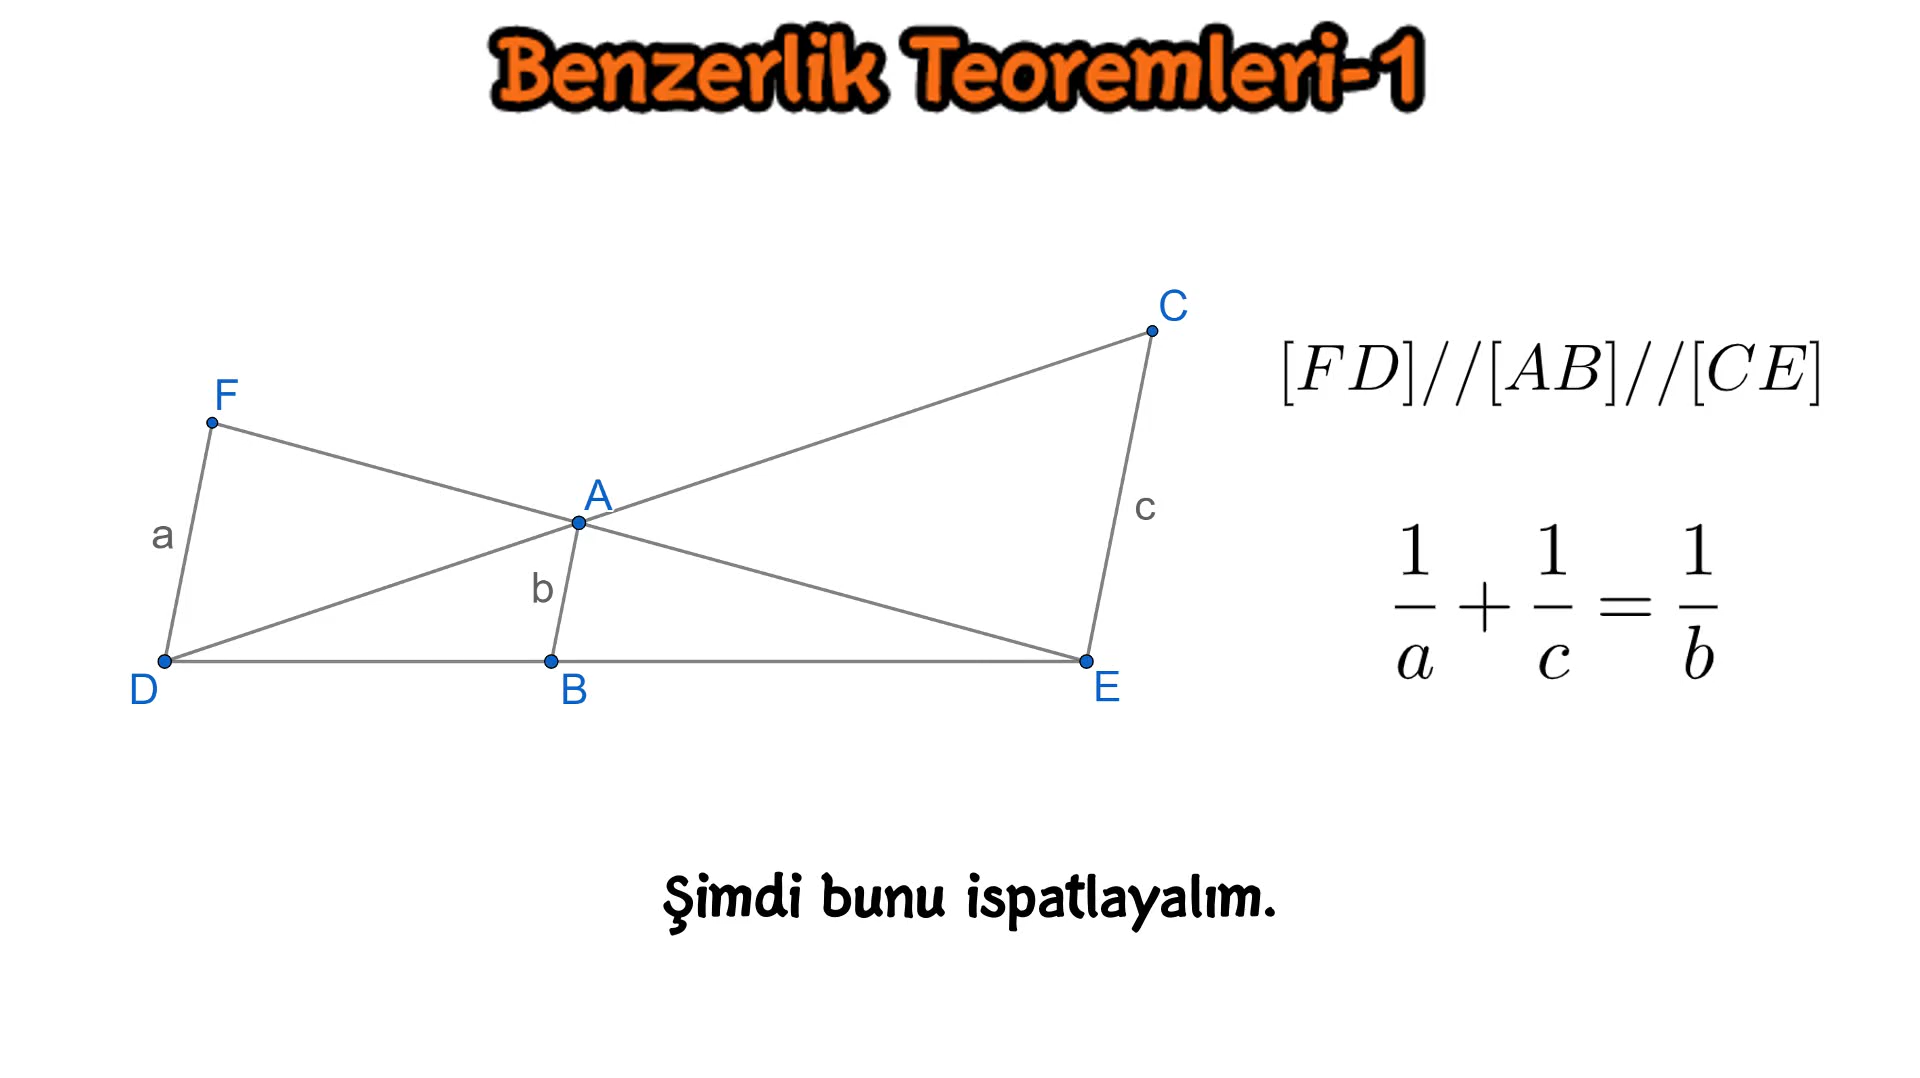 Benzerlik Teoremleri-1
C
F
[FD]//[AB]//[CE]
A
a
c
b
1/a + 1/c = 1/b
D
B
E
Şimdi bunu ispatlayalım.